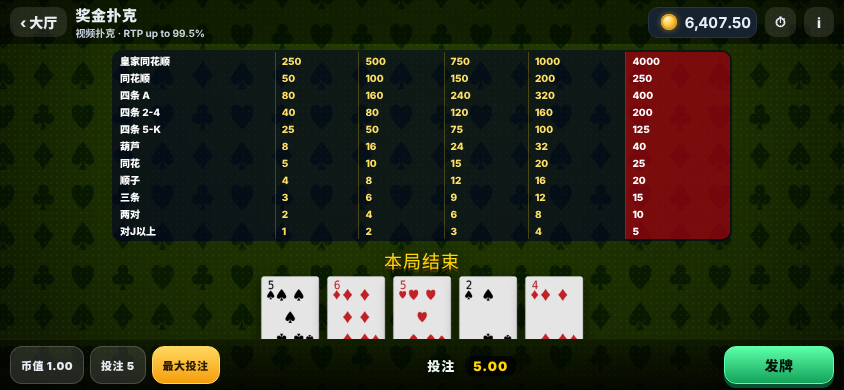 ‹ 大厅
奖金扑克
视频扑克 · RTP up to 99.5%
6,407.50
i
皇家同花顺 250 500 750 1000 4000
同花顺 50 100 150 200 250
四条 A 80 160 240 320 400
四条 2-4 40 80 120 160 200
四条 5-K 25 50 75 100 125
葫芦 8 16 24 32 40
同花 5 10 15 20 25
顺子 4 8 12 16 20
三条 3 6 9 12 15
两对 2 4 6 8 10
对J以上 1 2 3 4 5
本局结束
5 6 5 2 4
币值 1.00
投注 5
最大投注
投注 5.00
发牌